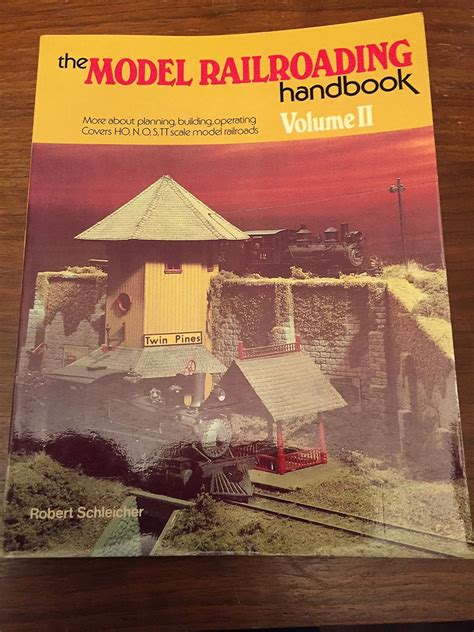 the MODEL RAILROADING
handbook
More about planning, building, operating
Covers HO, N, O, S, TT scale model railroads
Volume II
12
Twin Pines
Robert Schleicher